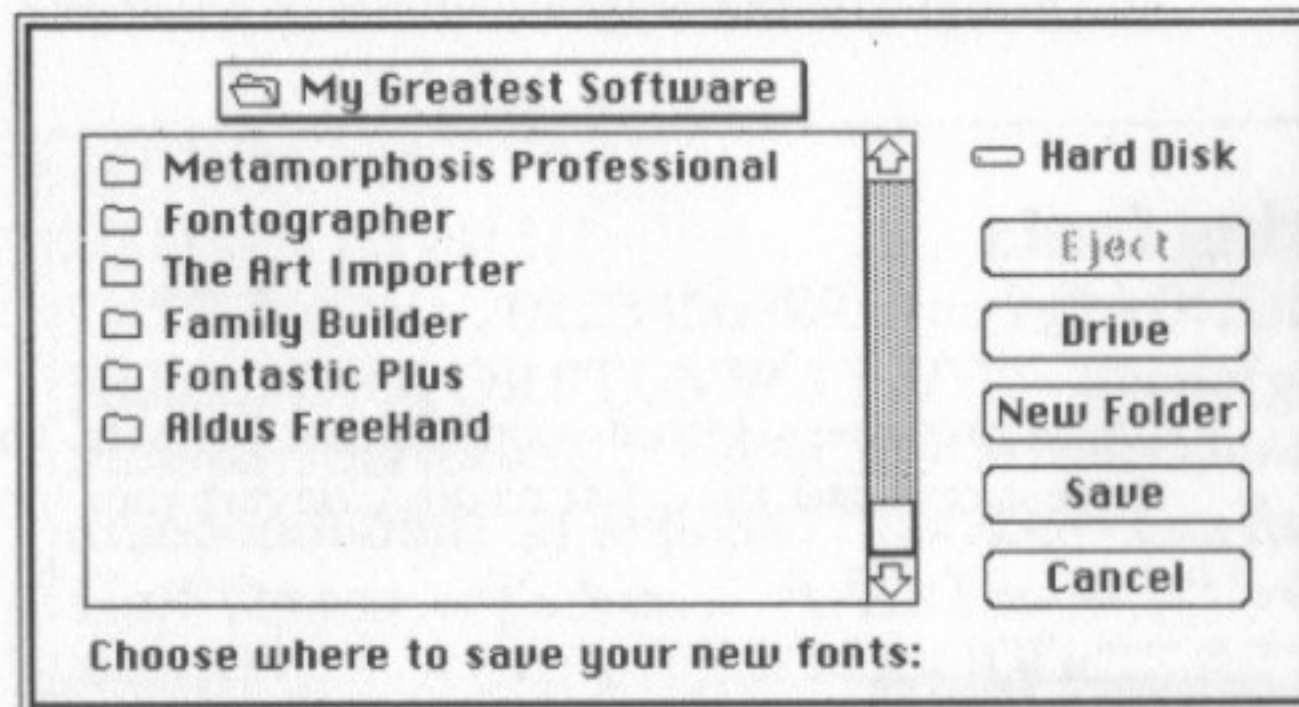 My Greatest Software
Metamorphosis Professional
Fontographer
The Art Importer
Family Builder
Fontastic Plus
Aldus FreeHand
Hard Disk
Eject
Drive
New Folder
Save
Cancel
Choose where to save your new fonts: